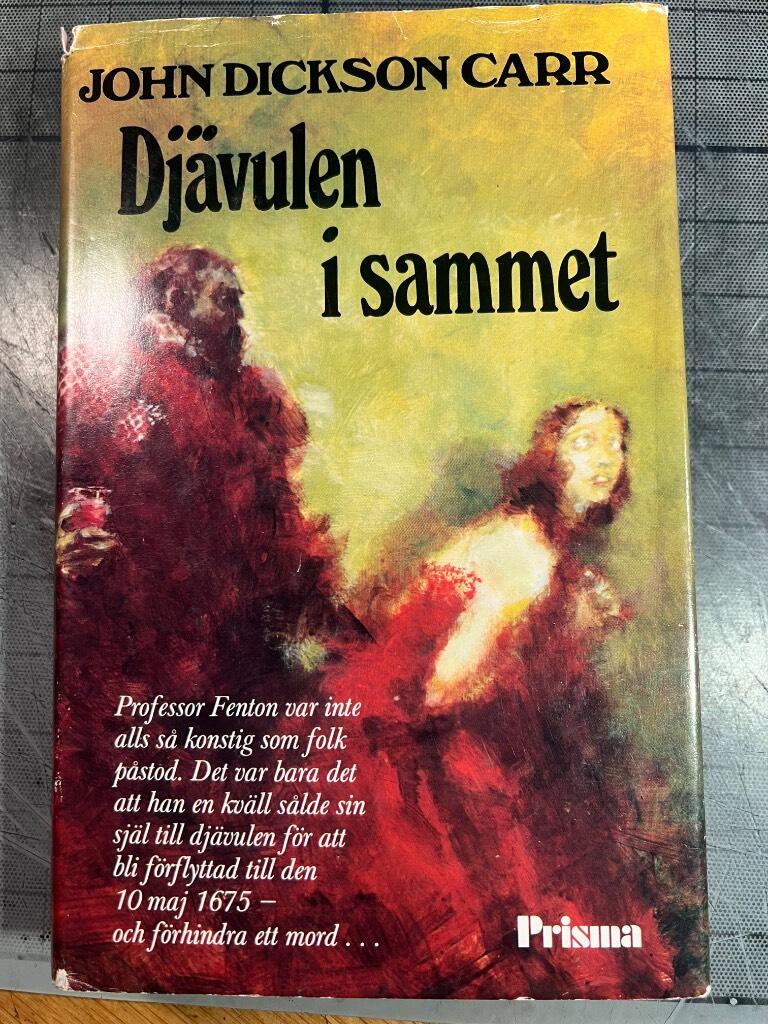 JOHN DICKSON CARR
Djävulen
i sammet
Professor Fenton var inte
alls så konstig som folk
påstod. Det var bara det
att han en kväll sålde sin
själ till djävulen för att
bli förflyttad till den
10 maj 1675 –
och förhindra ett mord . . .
Prisma